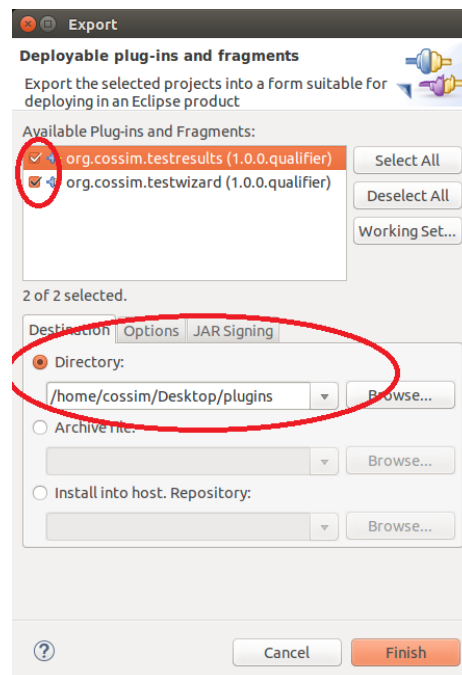 Export
Deployable plug-ins and fragments
Export the selected projects into a form suitable for
deploying in an Eclipse product
Available Plug-ins and Fragments:
org.cossim.testresults (1.0.0.qualifier)
Select All
org.cossim.testwizard (1.0.0.qualifier)
Deselect All
Working Set...
2 of 2 selected.
Destination Options JAR Signing
Directory:
/home/cossim/Desktop/plugins
Browse...
Archive file:
Browse...
Install into host. Repository:
Browse...
?
Cancel Finish